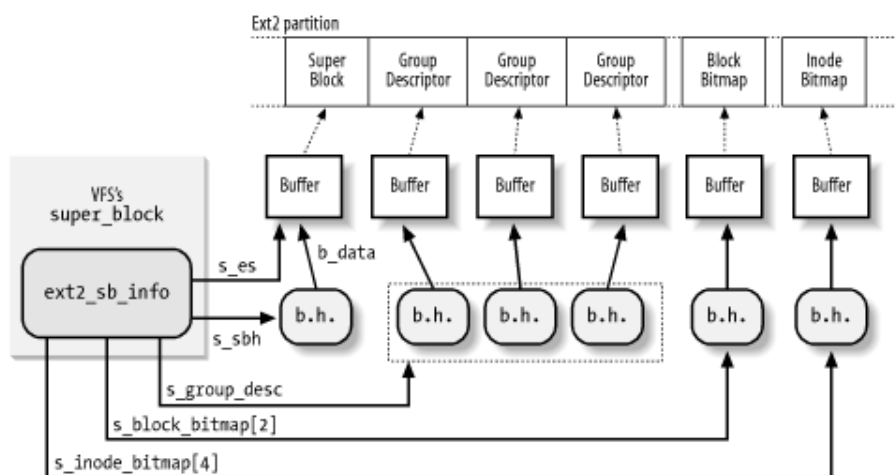 Ext2 partition
Super
Block
Group
Descriptor
Group
Descriptor
Group
Descriptor
Block
Bitmap
Inode
Bitmap
Buffer
Buffer
Buffer
Buffer
Buffer
Buffer
VFS's
super_block
ext2_sb_info
s_es
b_data
s_sbh
b.h.
b.h.
b.h.
b.h.
b.h.
b.h.
s_group_desc
s_block_bitmap[2]
s_inode_bitmap[4]